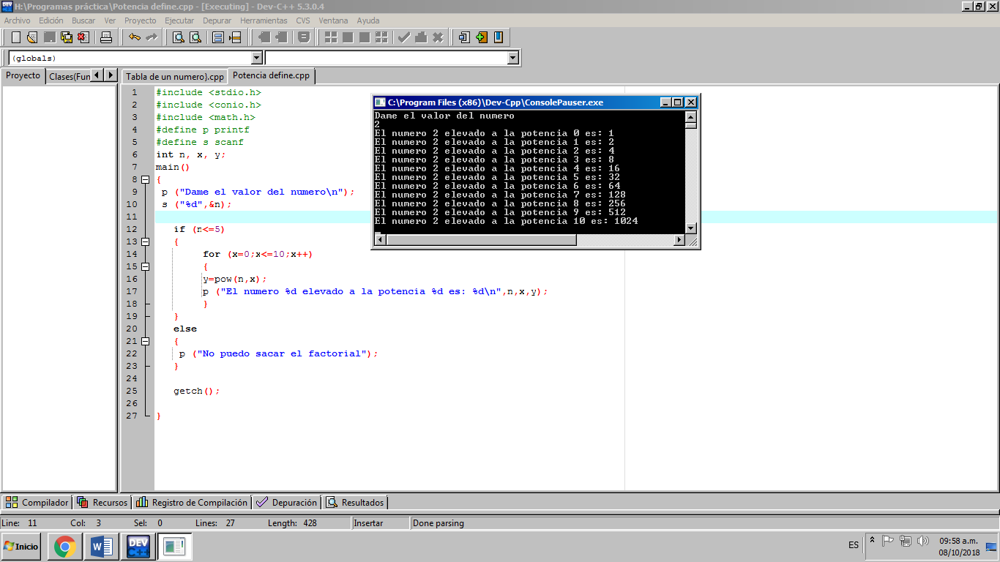 H:\Programas práctica\Potencia define.cpp - [Executing] - Dev-C++ 5.3.0.4
Archivo Edición Buscar Ver Proyecto Ejecutar Depurar Herramientas CVS Ventana Ayuda
(globals)
Proyecto Clases(Fun Tabla de un numero}.cpp Potencia define.cpp
1 #include <stdio.h>
2 #include <conio.h>
3 #include <math.h>
4 #define p printf
5 #define s scanf
6 int n, x, y;
7 main()
8 {
9 p ("Dame el valor del numero\n");
10 s ("%d",&n);
11
12 if (n<=5)
13 {
14 for (x=0;x<=10;x++)
15 {
16 y=pow(n,x);
17 p ("El numero %d elevado a la potencia %d es: %d\n",n,x,y);
18 }
19 }
20 else
21 {
22 p ("No puedo sacar el factorial");
23 }
24
25 getch();
26
27 }
C:\Program Files (x86)\Dev-Cpp\ConsolePauser.exe
Dame el valor del numero
2
El numero 2 elevado a la potencia 0 es: 1
El numero 2 elevado a la potencia 1 es: 2
El numero 2 elevado a la potencia 2 es: 4
El numero 2 elevado a la potencia 3 es: 8
El numero 2 elevado a la potencia 4 es: 16
El numero 2 elevado a la potencia 5 es: 32
El numero 2 elevado a la potencia 6 es: 64
El numero 2 elevado a la potencia 7 es: 128
El numero 2 elevado a la potencia 8 es: 256
El numero 2 elevado a la potencia 9 es: 512
El numero 2 elevado a la potencia 10 es: 1024
Compilador Recursos Registro de Compilación Depuración Resultados
Line: 11 Col: 3 Sel: 0 Lines: 27 Length: 428 Insertar Done parsing
Inicio DEV C++ ES 09:58 a.m.
08/10/2018